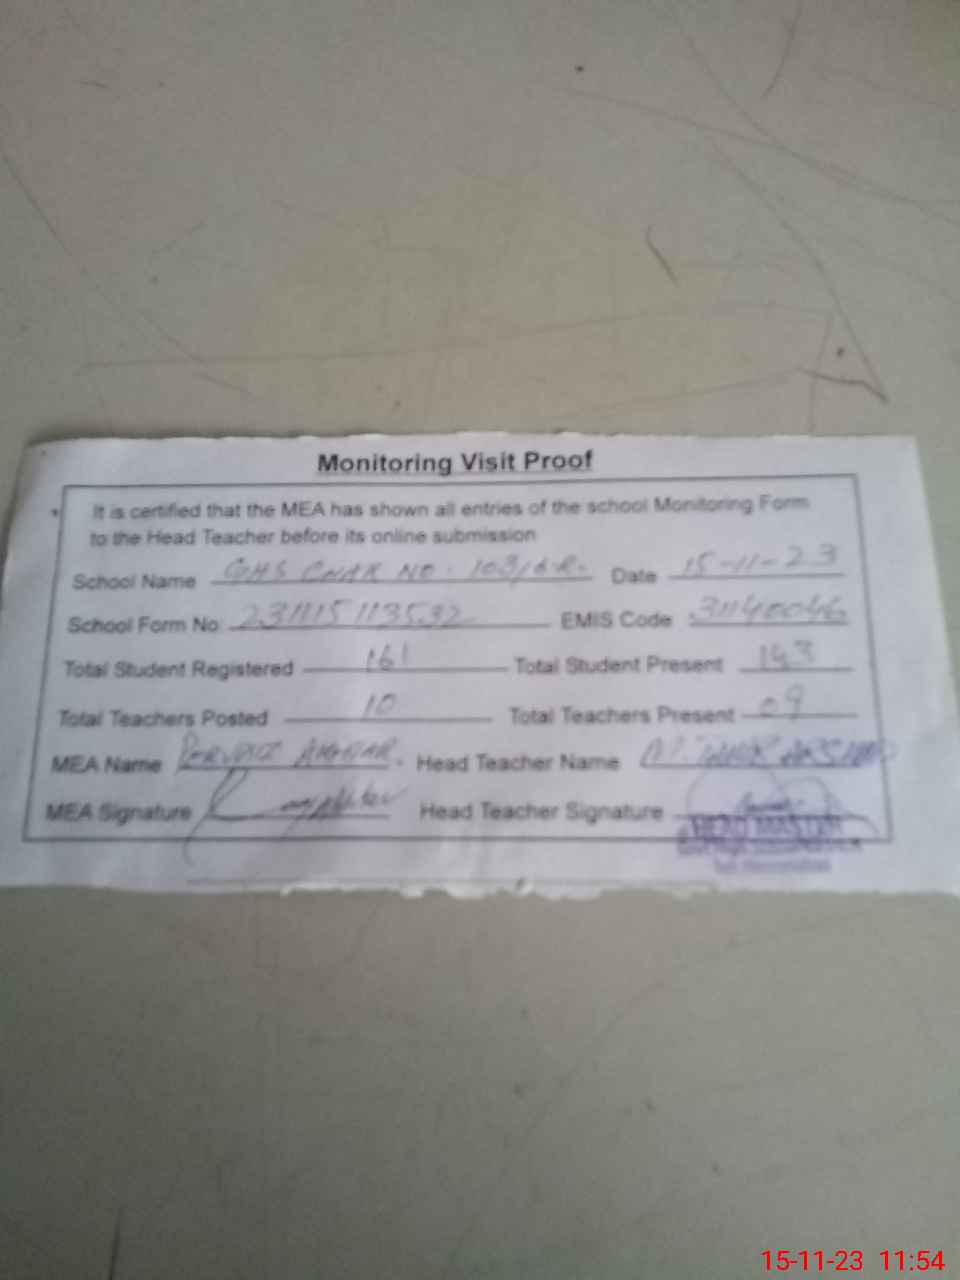 Monitoring Visit Proof
It is certified that the MEA has shown all entries of the school Monitoring Form
to the Head Teacher before its online submission
School Name GHS CHAK NO. 103/6.R. Date 15-11-23
School Form No 231115113532 EMIS Code 31140046
Total Student Registered 161 Total Student Present 143
Total Teachers Posted 10 Total Teachers Present 09
MEA Name PERVAIZ AKHTAR. Head Teacher Name ARSHAD
MEA Signature Head Teacher Signature
HEAD MASTER
15-11-23 11:54